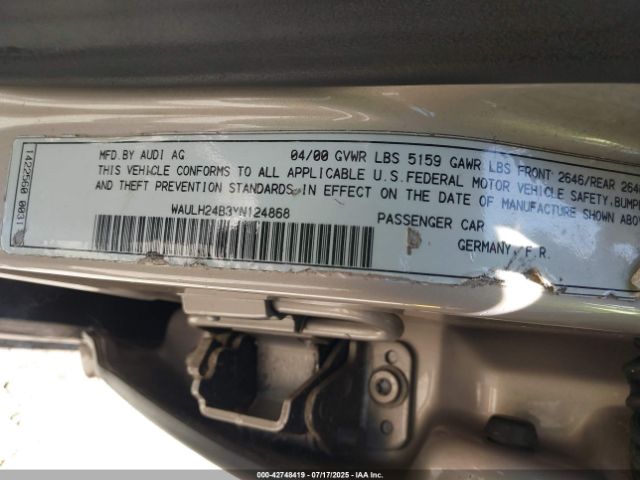 14222560 0031
MFD.BY AUDI AG 04/00 GVWR LBS 5159 GAWR LBS FRONT 2646/REAR
THIS VEHICLE CONFORMS TO ALL APPLICABLE U.S.FEDERAL MOTOR VEHICLE SAFETY,
AND THEFT PREVENTION STANDARDS IN EFFECT ON THE DATE OF MANUFACTURE SHOWN
WAULH24B3YN124868 PASSENGER CAR
GERMANY, F.R.
000-42748419 - 07/17/2025 - IAA Inc.